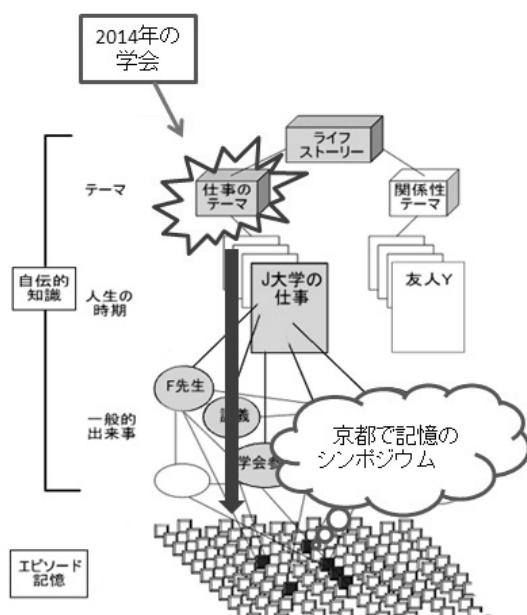 2014年の
学会
ライフ
ストーリー
テーマ
仕事の
テーマ
関係性
テーマ
自伝的
知識
人生の
時期
J大学の
仕事
友人Y
F先生
一般的
出来事
講義
学会参
京都で記憶の
シンポジウム
エピソード
記憶